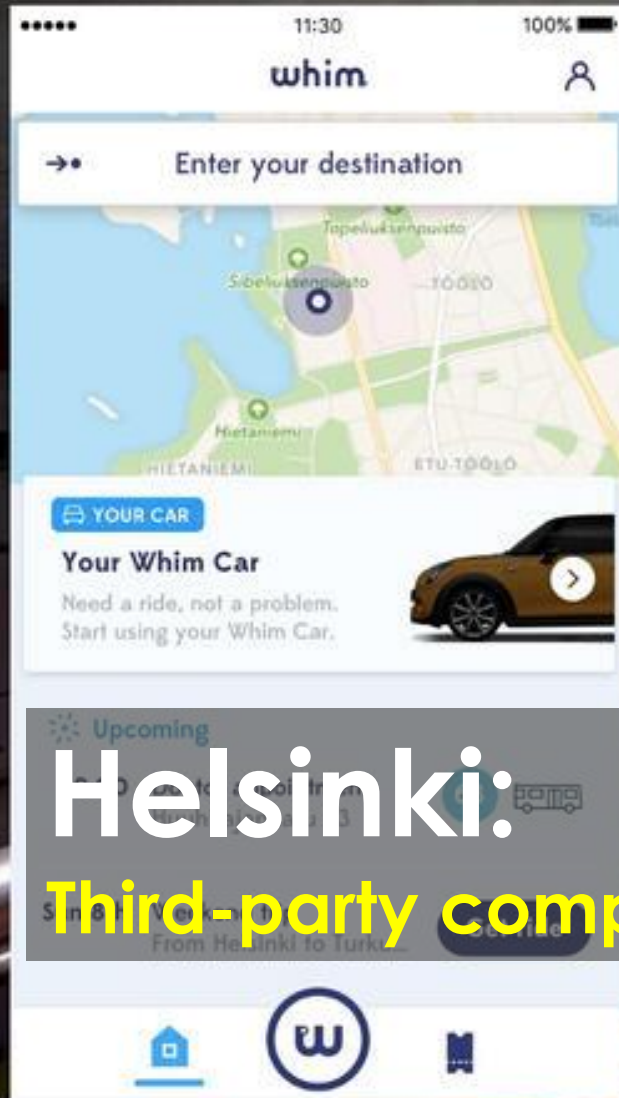 11:30
100%
whim
Enter your destination
Topeliuksenpuisto
Sibeliuksenpuisto
TÖÖLÖ
Hietaniemi
HIETANIEMI
ETU-TÖÖLÖ
YOUR CAR
Your Whim Car
Need a ride, not a problem.
Start using your Whim Car.
Upcoming
Helsinki:
Third-party comp
From Helsinki to Turku...
w